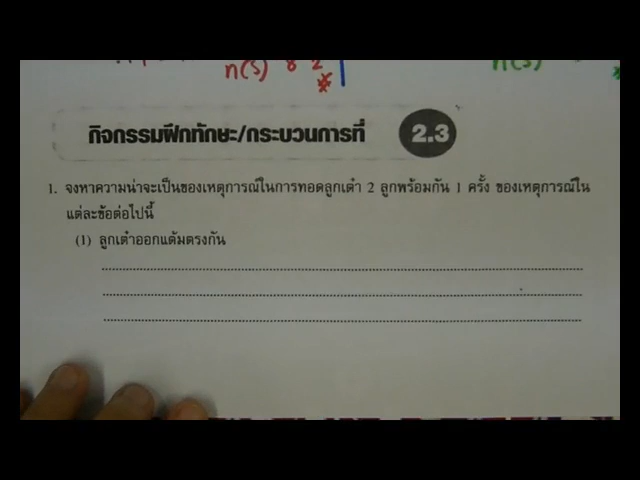 n(s) 8 2
n(s)
กิจกรรมฝึกทักษะ/กระบวนการที่ 2.3
1. จงหาความน่าจะเป็นของเหตุการณ์ในการทอดลูกเต๋า 2 ลูกพร้อมกัน 1 ครั้ง ของเหตุการณ์ใน
แต่ละข้อต่อไปนี้
(1) ลูกเต๋าออกแต้มตรงกัน